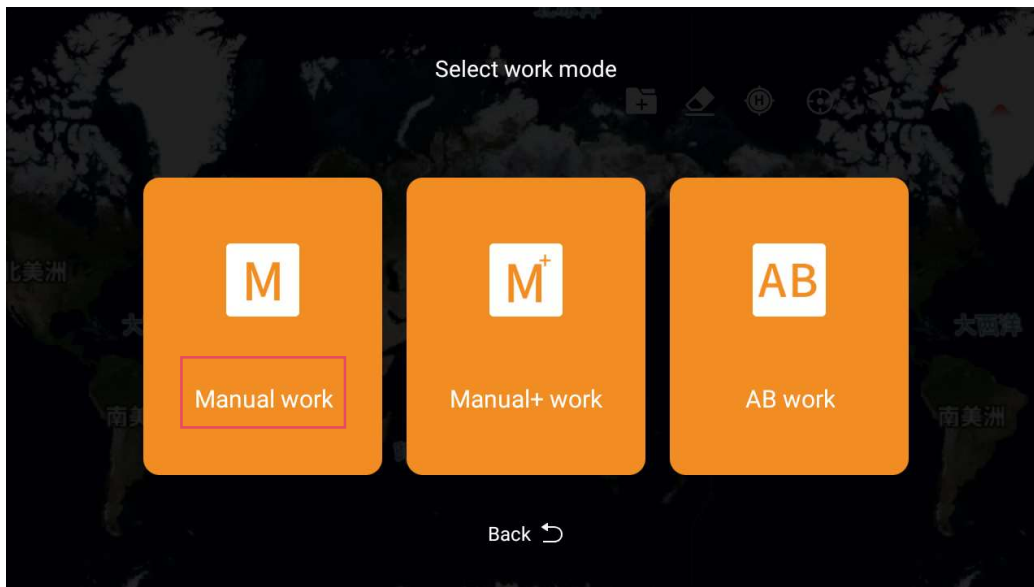 Select work mode
H
M
M+
AB
北美洲
大西洋
Manual work
Manual+ work
AB work
南美
南美洲
Back